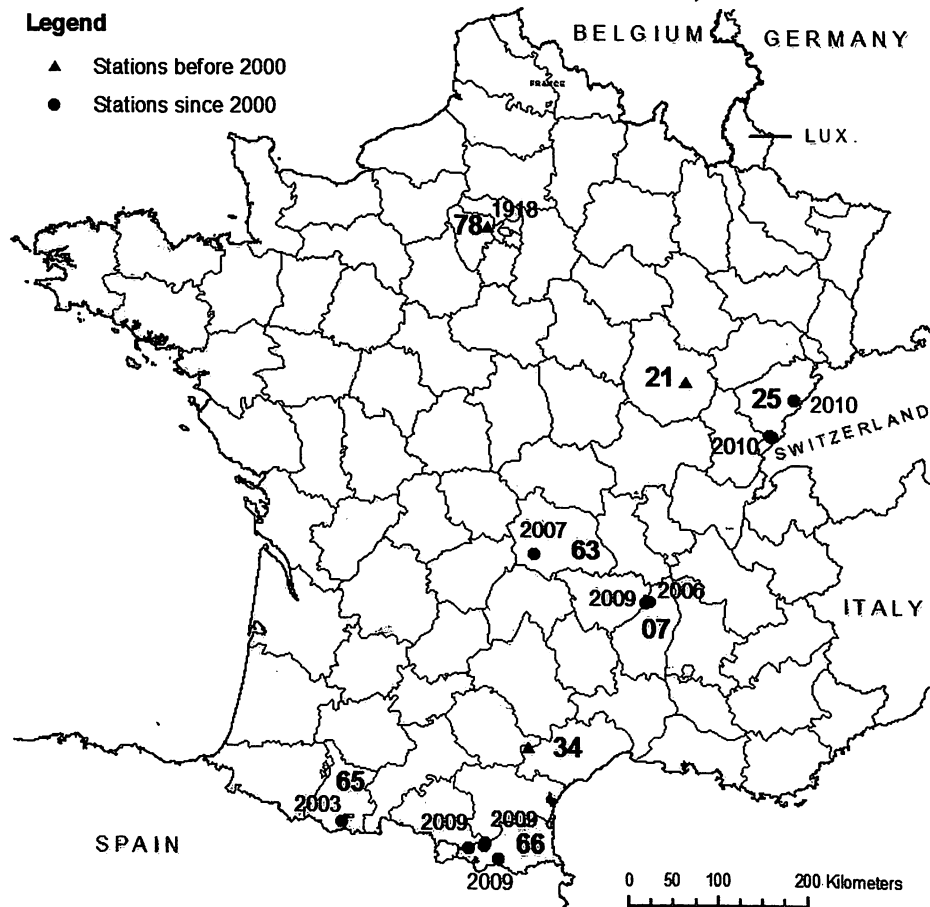 Legend
Stations before 2000
Stations since 2000
BELGIUM
GERMANY
FRANCE
LUX.
1918
78
21
25
2010
2010
SWITZERLAND
2007
63
2009
2006
07
ITALY
34
65
2003
2009
2009
66
2009
SPAIN
0 50 100 200 Kilometers